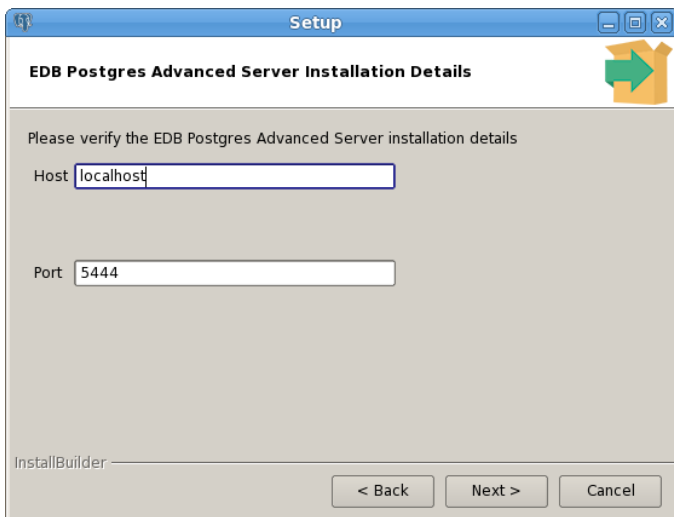 Setup
EDB Postgres Advanced Server Installation Details
Please verify the EDB Postgres Advanced Server installation details
Host localhost
Port 5444
InstallBuilder
< Back Next > Cancel